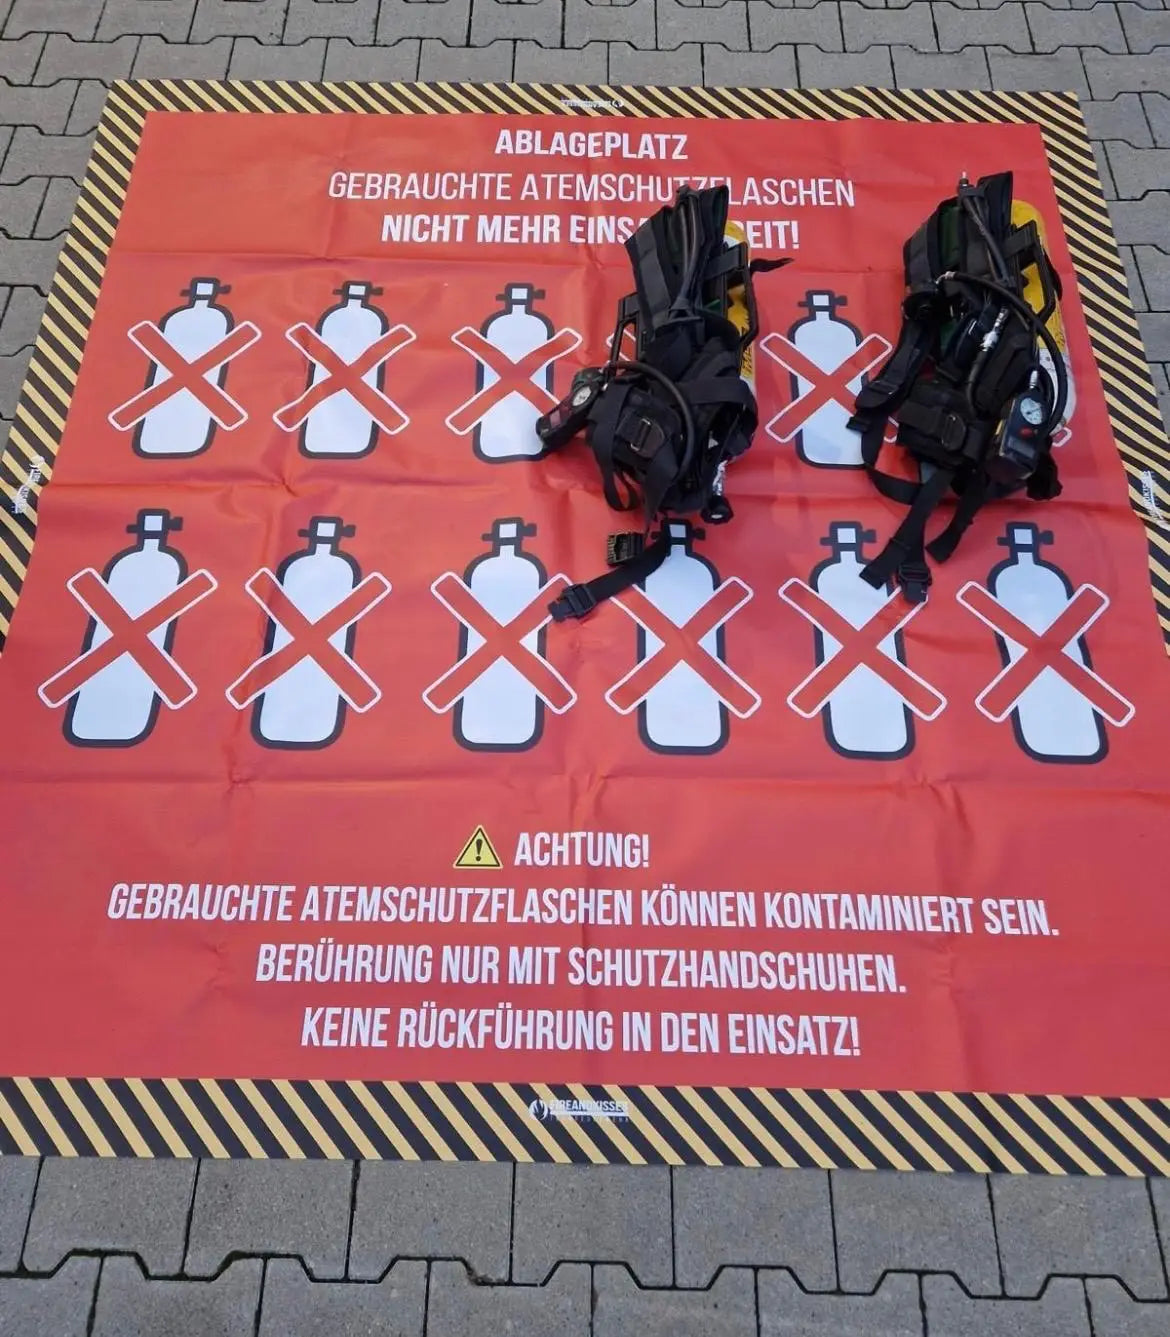 ABLAGEPLATZ
GEBRAUCHTE ATEMSCHUTZFLASCHEN
NICHT MEHR
ACHTUNG!
GEBRAUCHTE ATEMSCHUTZFLASCHEN KÖNNEN KONTAMINIERT SEIN.
BERÜHRUNG NUR MIT SCHUTZHANDSCHUHEN.
KEINE RÜCKFÜHRUNG IN DEN EINSATZ!
FIREANDKISSES